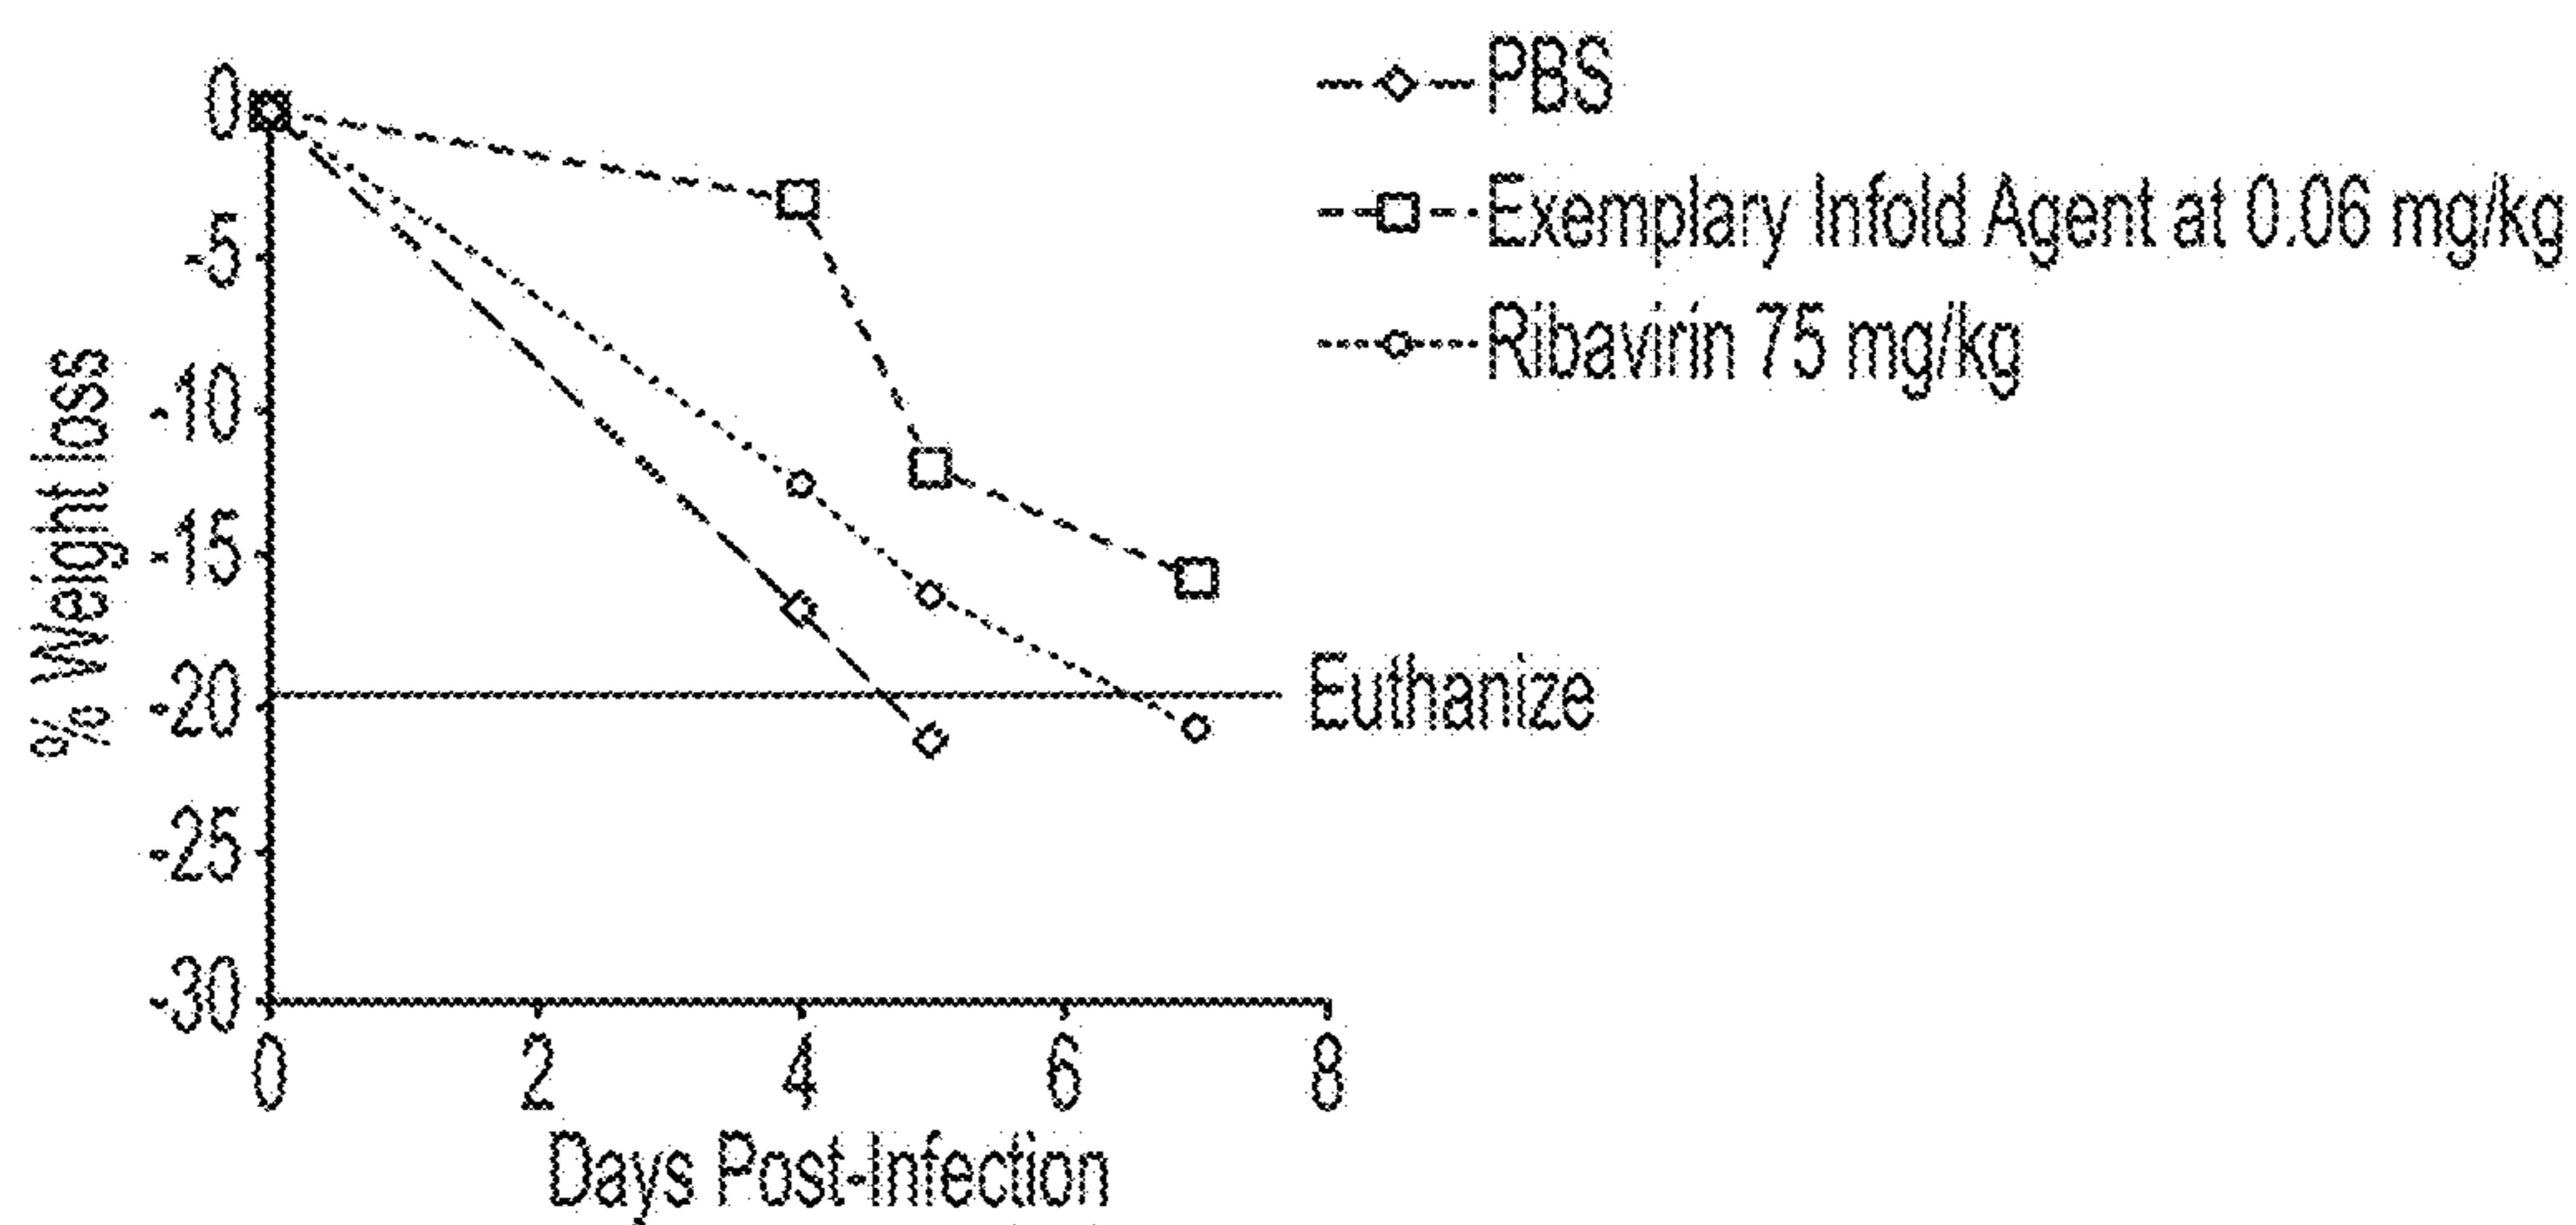 PBS
Exemplary Infold Agent at 0.06 mg/kg
Ribavirin 75 mg/kg
0
-5
-10
-15
-20
-25
-30
% Weight loss
Euthanize
0 2 4 6 8
Days Post-Infection